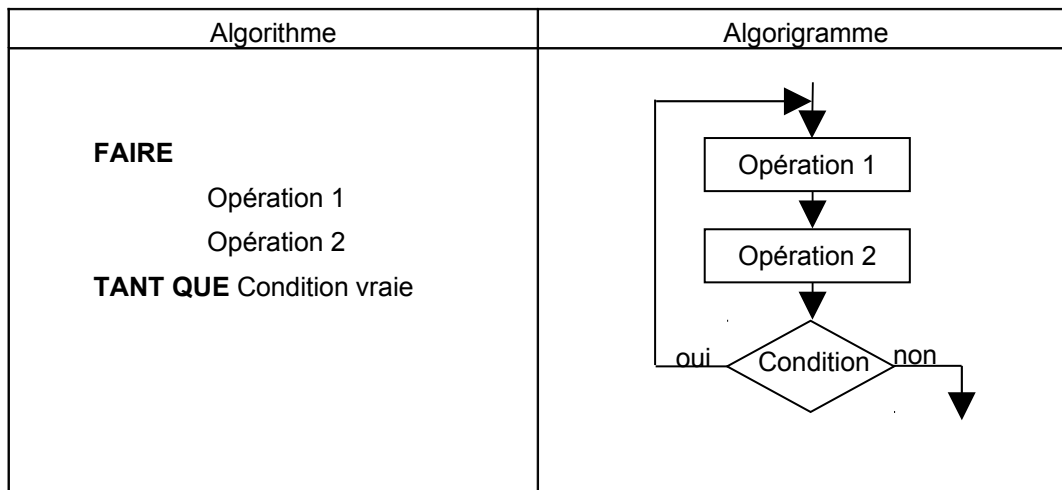 Algorithme
Algorigramme
FAIRE
Opération 1
Opération 2
TANT QUE Condition vraie
Opération 1
Opération 2
oui
Condition
non